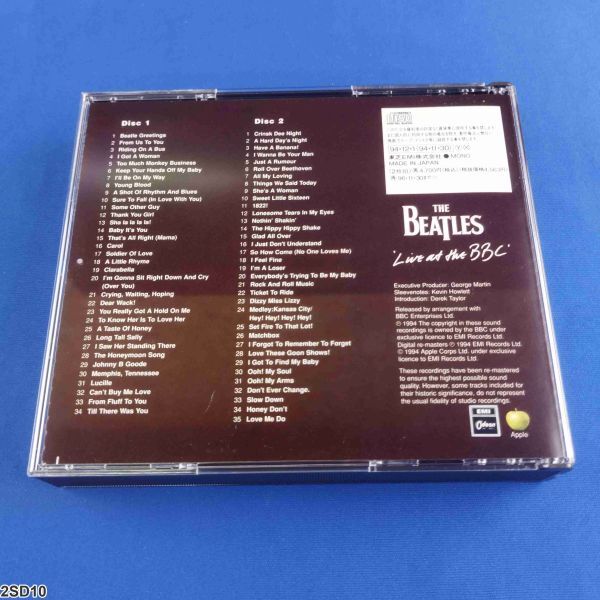 Disc 1
1 Beatle Greetings
2 From Us To You
3 Riding On A Bus
4 I Got A Woman
5 Too Much Monkey Business
6 Keep Your Hands Off My Baby
7 I'll Be On My Way
8 Young Blood
9 A Shot Of Rhythm And Blues
10 Sure To Fall (In Love With You)
11 Some Other Guy
12 Thank You Girl
13 She la la la la!
14 Baby It's You
15 That's All Right (Mama)
16 Carol
17 Soldier Of Love
18 A Little Rhyme
19 Clarabella
20 I'm Gonna Sit Right Down And Cry
(Over You)
21 Crying, Waiting, Hoping
22 Dear Wack!
23 You Really Got A Hold On Me
24 To Know Her Is To Love Her
25 A Taste Of Honey
26 Long Tall Sally
27 I Saw Her Standing There
28 The Honeymoon Song
29 Johnny B Goode
30 Memphis, Tennessee
31 Lucille
32 Can't Buy Me Love
33 From Fluff To You
34 Till There Was You
Disc 2
1 Crinsk Dee Night
2 A Hard Day's Night
3 Have A Banana!
4 I Wanna Be Your Man
5 Just A Rumour
6 Roll Over Beethoven
7 All My Loving
8 Things We Said Today
9 She's A Woman
10 Sweet Little Sixteen
11 1822!
12 Lonesome Tears In My Eyes
13 Nothin' Shakin'
14 The Hippy Hippy Shake
15 Glad All Over
16 I Just Don't Understand
17 So How Come (No One Loves Me)
18 I Feel Fine
19 I'm A Loser
20 Everybody's Trying To Be My Baby
21 Rock And Roll Music
22 Ticket To Ride
23 Dizzy Miss Lizzy
24 Medley:Kansas City/
Hey! Hey! Hey! Hey!
25 Set Fire To That Lot!
26 Matchbox
27 I Forgot To Remember To Forget
28 Love These Goon Shows!
29 I Got To Find My Baby
30 Ooh! My Soul
31 Ooh! My Arms
32 Don't Ever Change.
33 Slow Down
34 Honey Don't
35 Love Me Do
'94・12・1('94・11・30)
東芝EMI株式会社 MONO
MADE IN JAPAN
THE
BEATLES
'Live at the BBC'
Executive Producer: George Martin
Sleevenotes: Kevin Howlett
Introduction: Derek Taylor
Released by arrangement with
BBC Enterprises Ltd.
℗ 1994 The copyright in these sound
recordings is owned by the BBC under
exclusive licence to EMI Records Ltd.
Digital re-masters ℗ 1994 EMI Records Ltd.
© 1994 Apple Corps Ltd. under exclusive
licence to EMI Records Ltd.
These recordings have been re-mastered
to ensure the highest possible sound
quality. However, some tracks included for
their historic significance, do not represent
the usual fidelity of studio recordings.
EMI
Odeon
Apple
2SD10